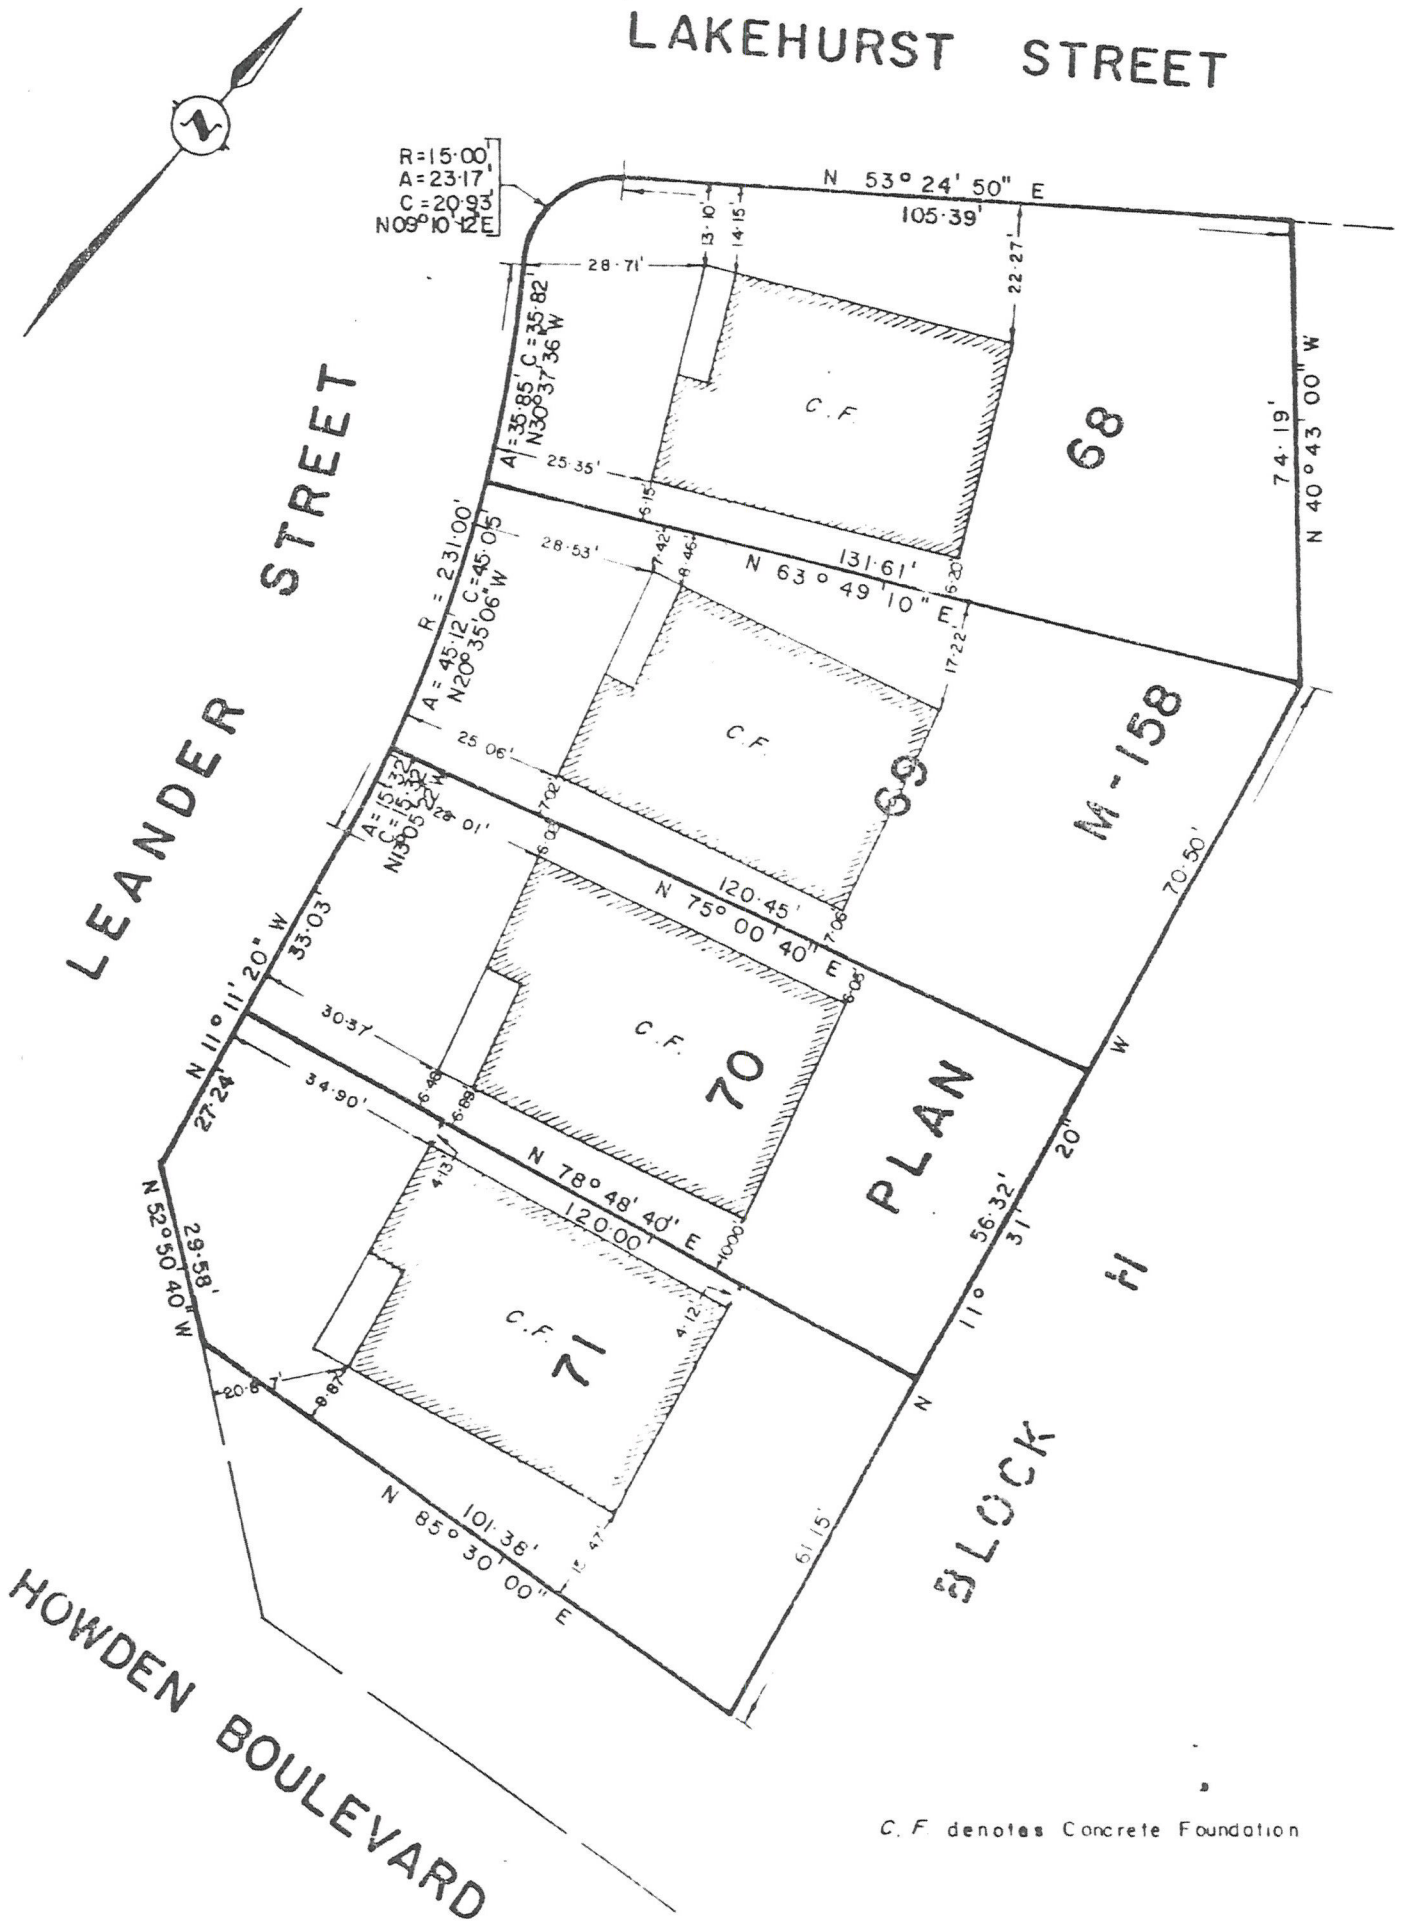 LAKEHURST STREET
N
R=15·00'
A=23·17'
C=20·93'
N09°10'12E
N 53° 24' 50" E
105·39'
13·10'
14·15'
22·27'
28·71'
A=35·85' C=35·82'
N30°37'36"W
C.F.
68
74·19'
N 40° 43' 00" W
25·35'
6·15'
6·20'
131·61'
N 63° 49' 10" E
LEANDER STREET
R = 231·00'
A = 45·12' C=45·05'
N20°35'06"W
28·53'
7·42'
8·46'
17·22'
C.F.
69
M-158
25·06'
7·02'
7·06'
120·45'
N 75° 00' 40" E
A=15·32
C=15·32
28·01'
6·03'
6·05'
70·50'
33·03'
N 11° 11' 20" W
C.F.
70
PLAN
30·37'
6·48'
6·89'
10·00'
N 78° 48' 40" E
120·00'
27·24'
34·90'
4·13'
4·12'
56·32'
N 11° 31' 20" W
N 52° 50' 40" W
29·58'
C.F.
71
BLOCK H
20·87'
8·87'
15·47'
101·38'
N 85° 30' 00" E
61·15'
HOWDEN BOULEVARD
C.F. denotes Concrete Foundation